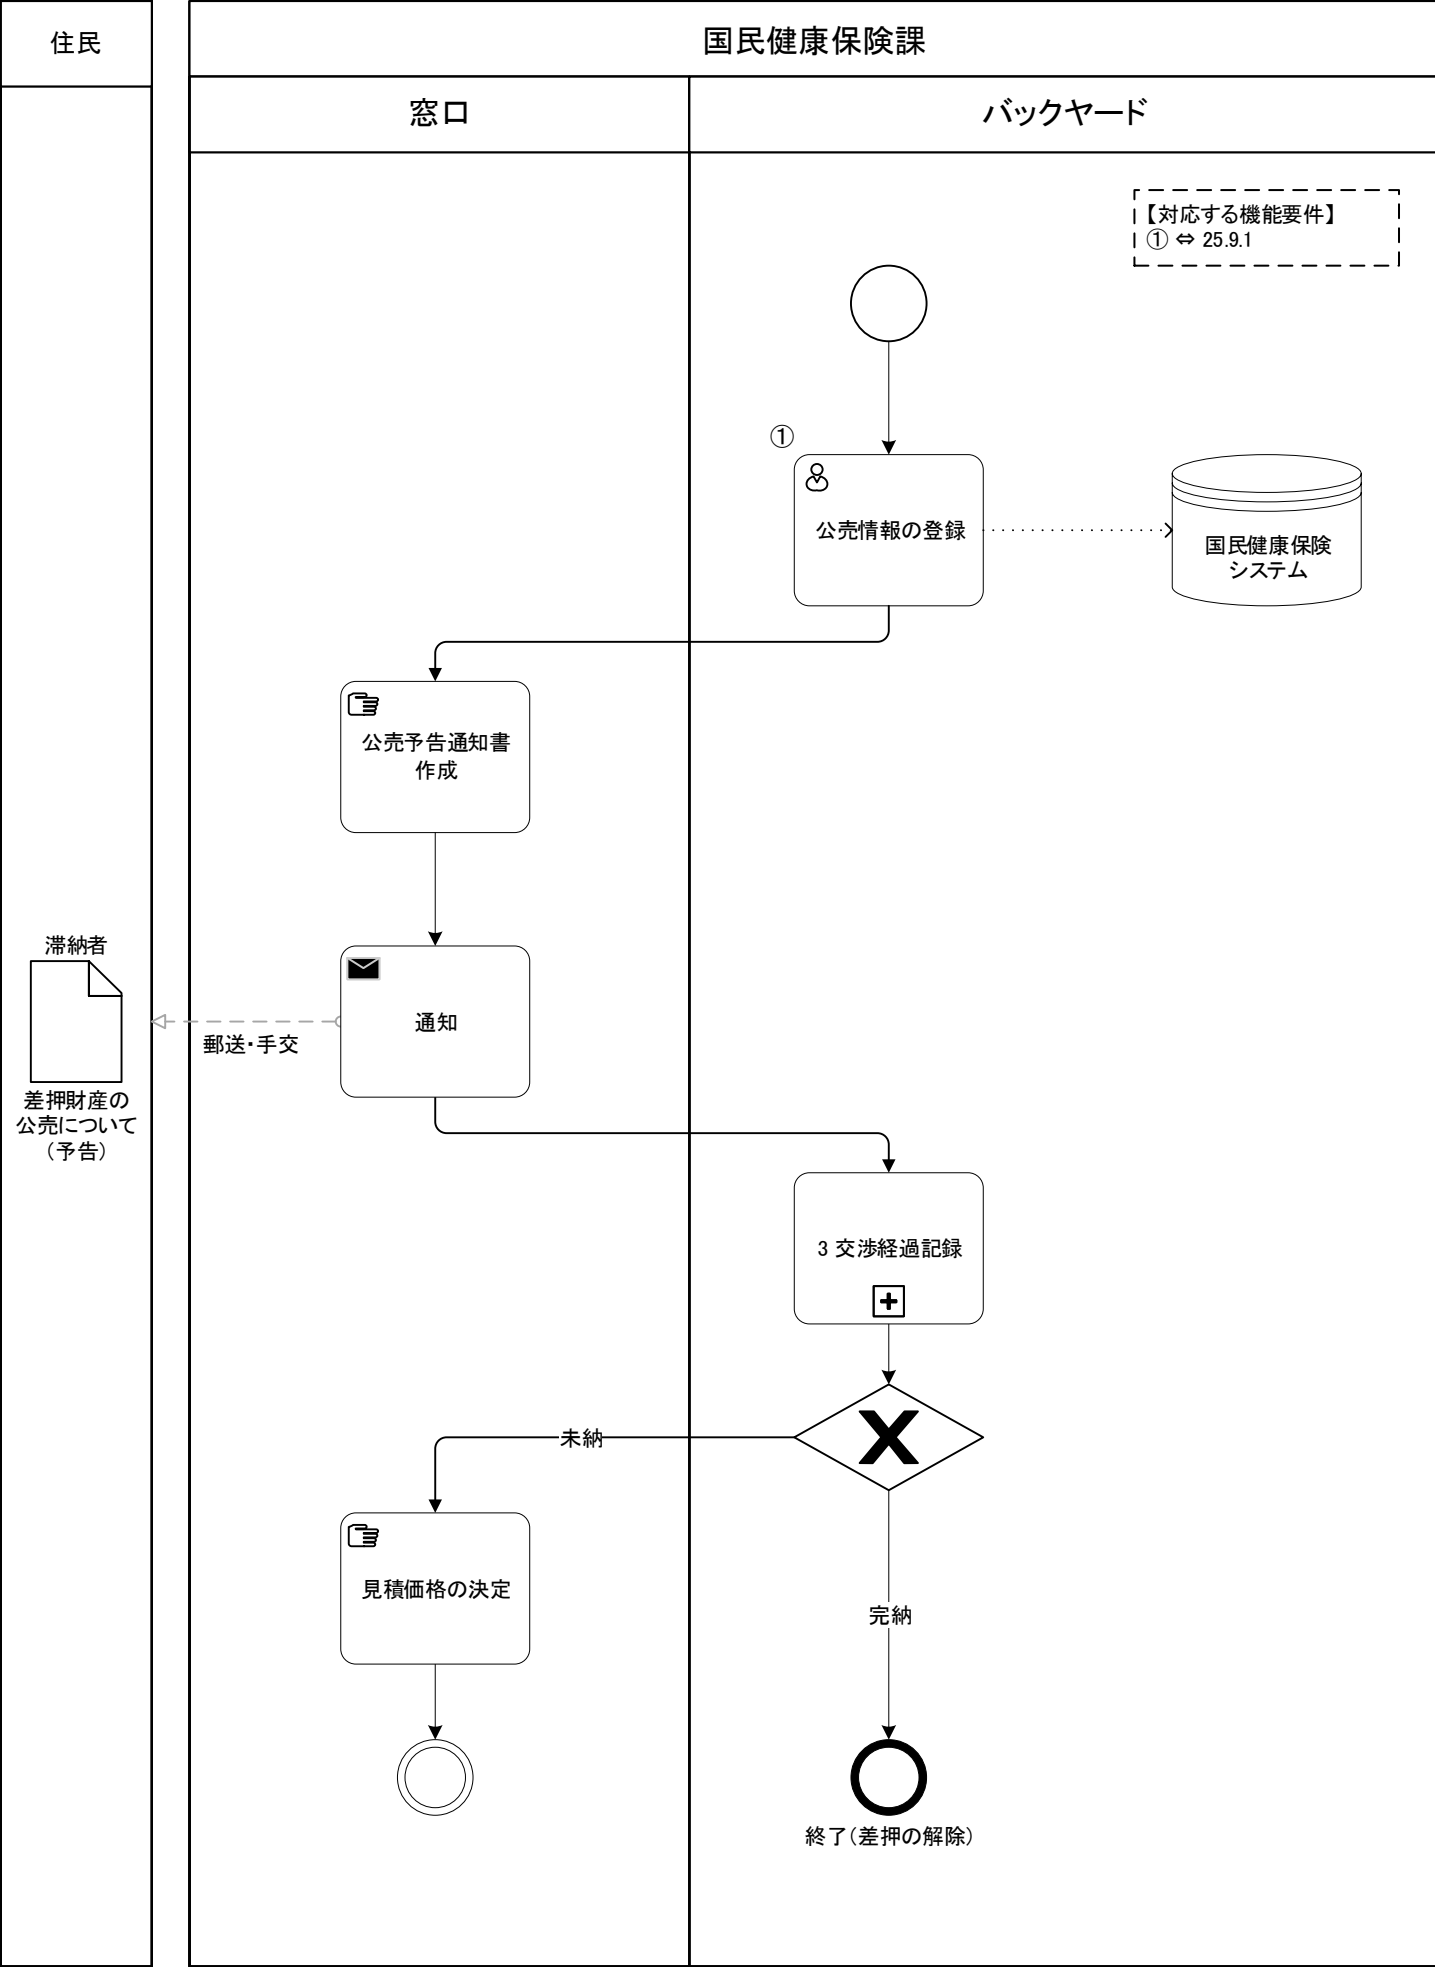 住民
国民健康保険課
窓口
バックヤード
【対応する機能要件】
① ⇔ 25.9.1
①
公売情報の登録
国民健康保険
システム
公売予告通知書
作成
滞納者
通知
郵送・手交
差押財産の
公売について
（予告）
3 交渉経過記録
未納
見積価格の決定
完納
終了（差押の解除）